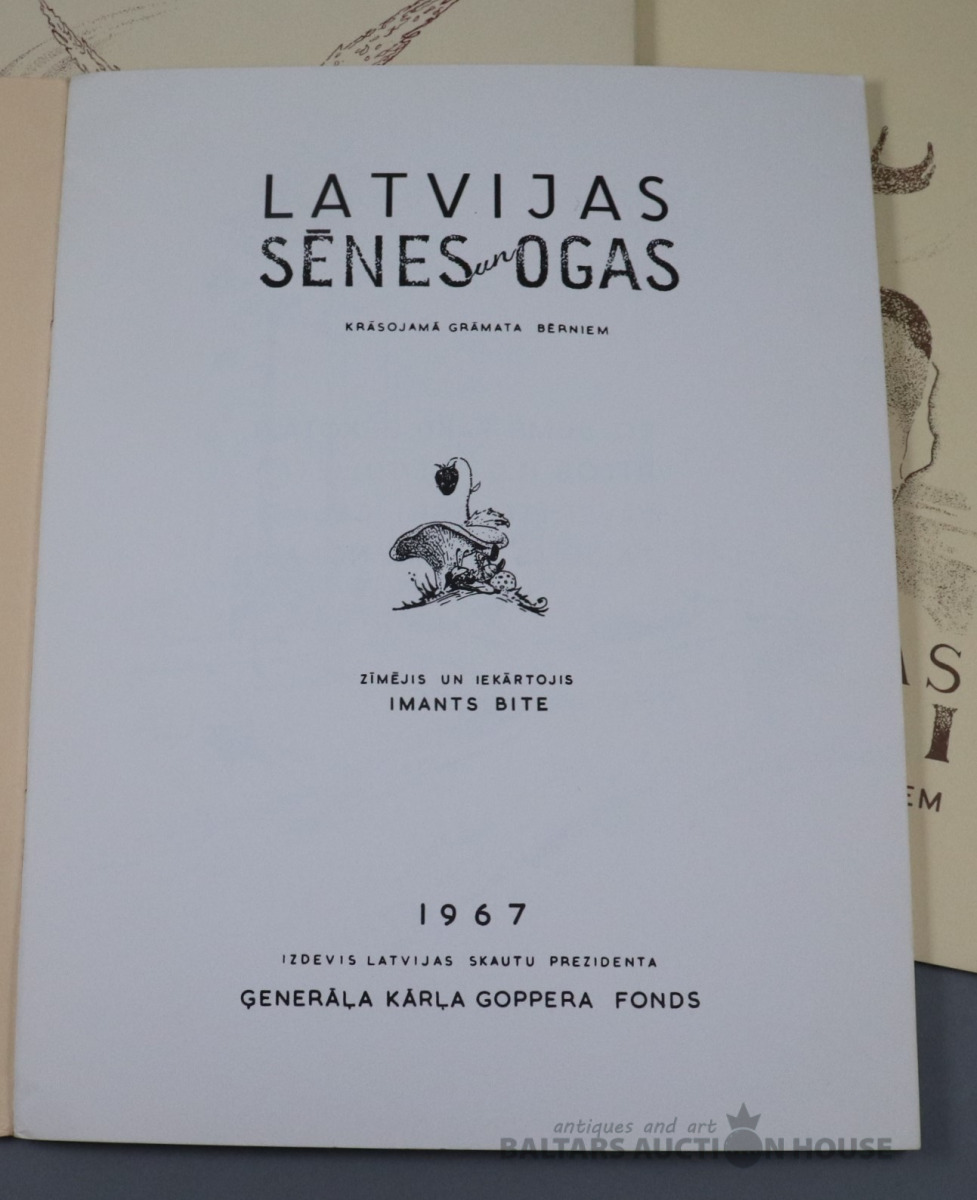 LATVIJAS
SĒNES un OGAS
KRĀSOJAMĀ GRĀMATA BĒRNIEM
ZĪMĒJIS UN IEKĀRTOJIS
IMANTS BITE
1967
IZDEVIS LATVIJAS SKAUTU PREZIDENTA
ĢENERĀĻA KĀRĻA GOPPERA FONDS
antiques and art
BALTARS AUCTION HOUSE